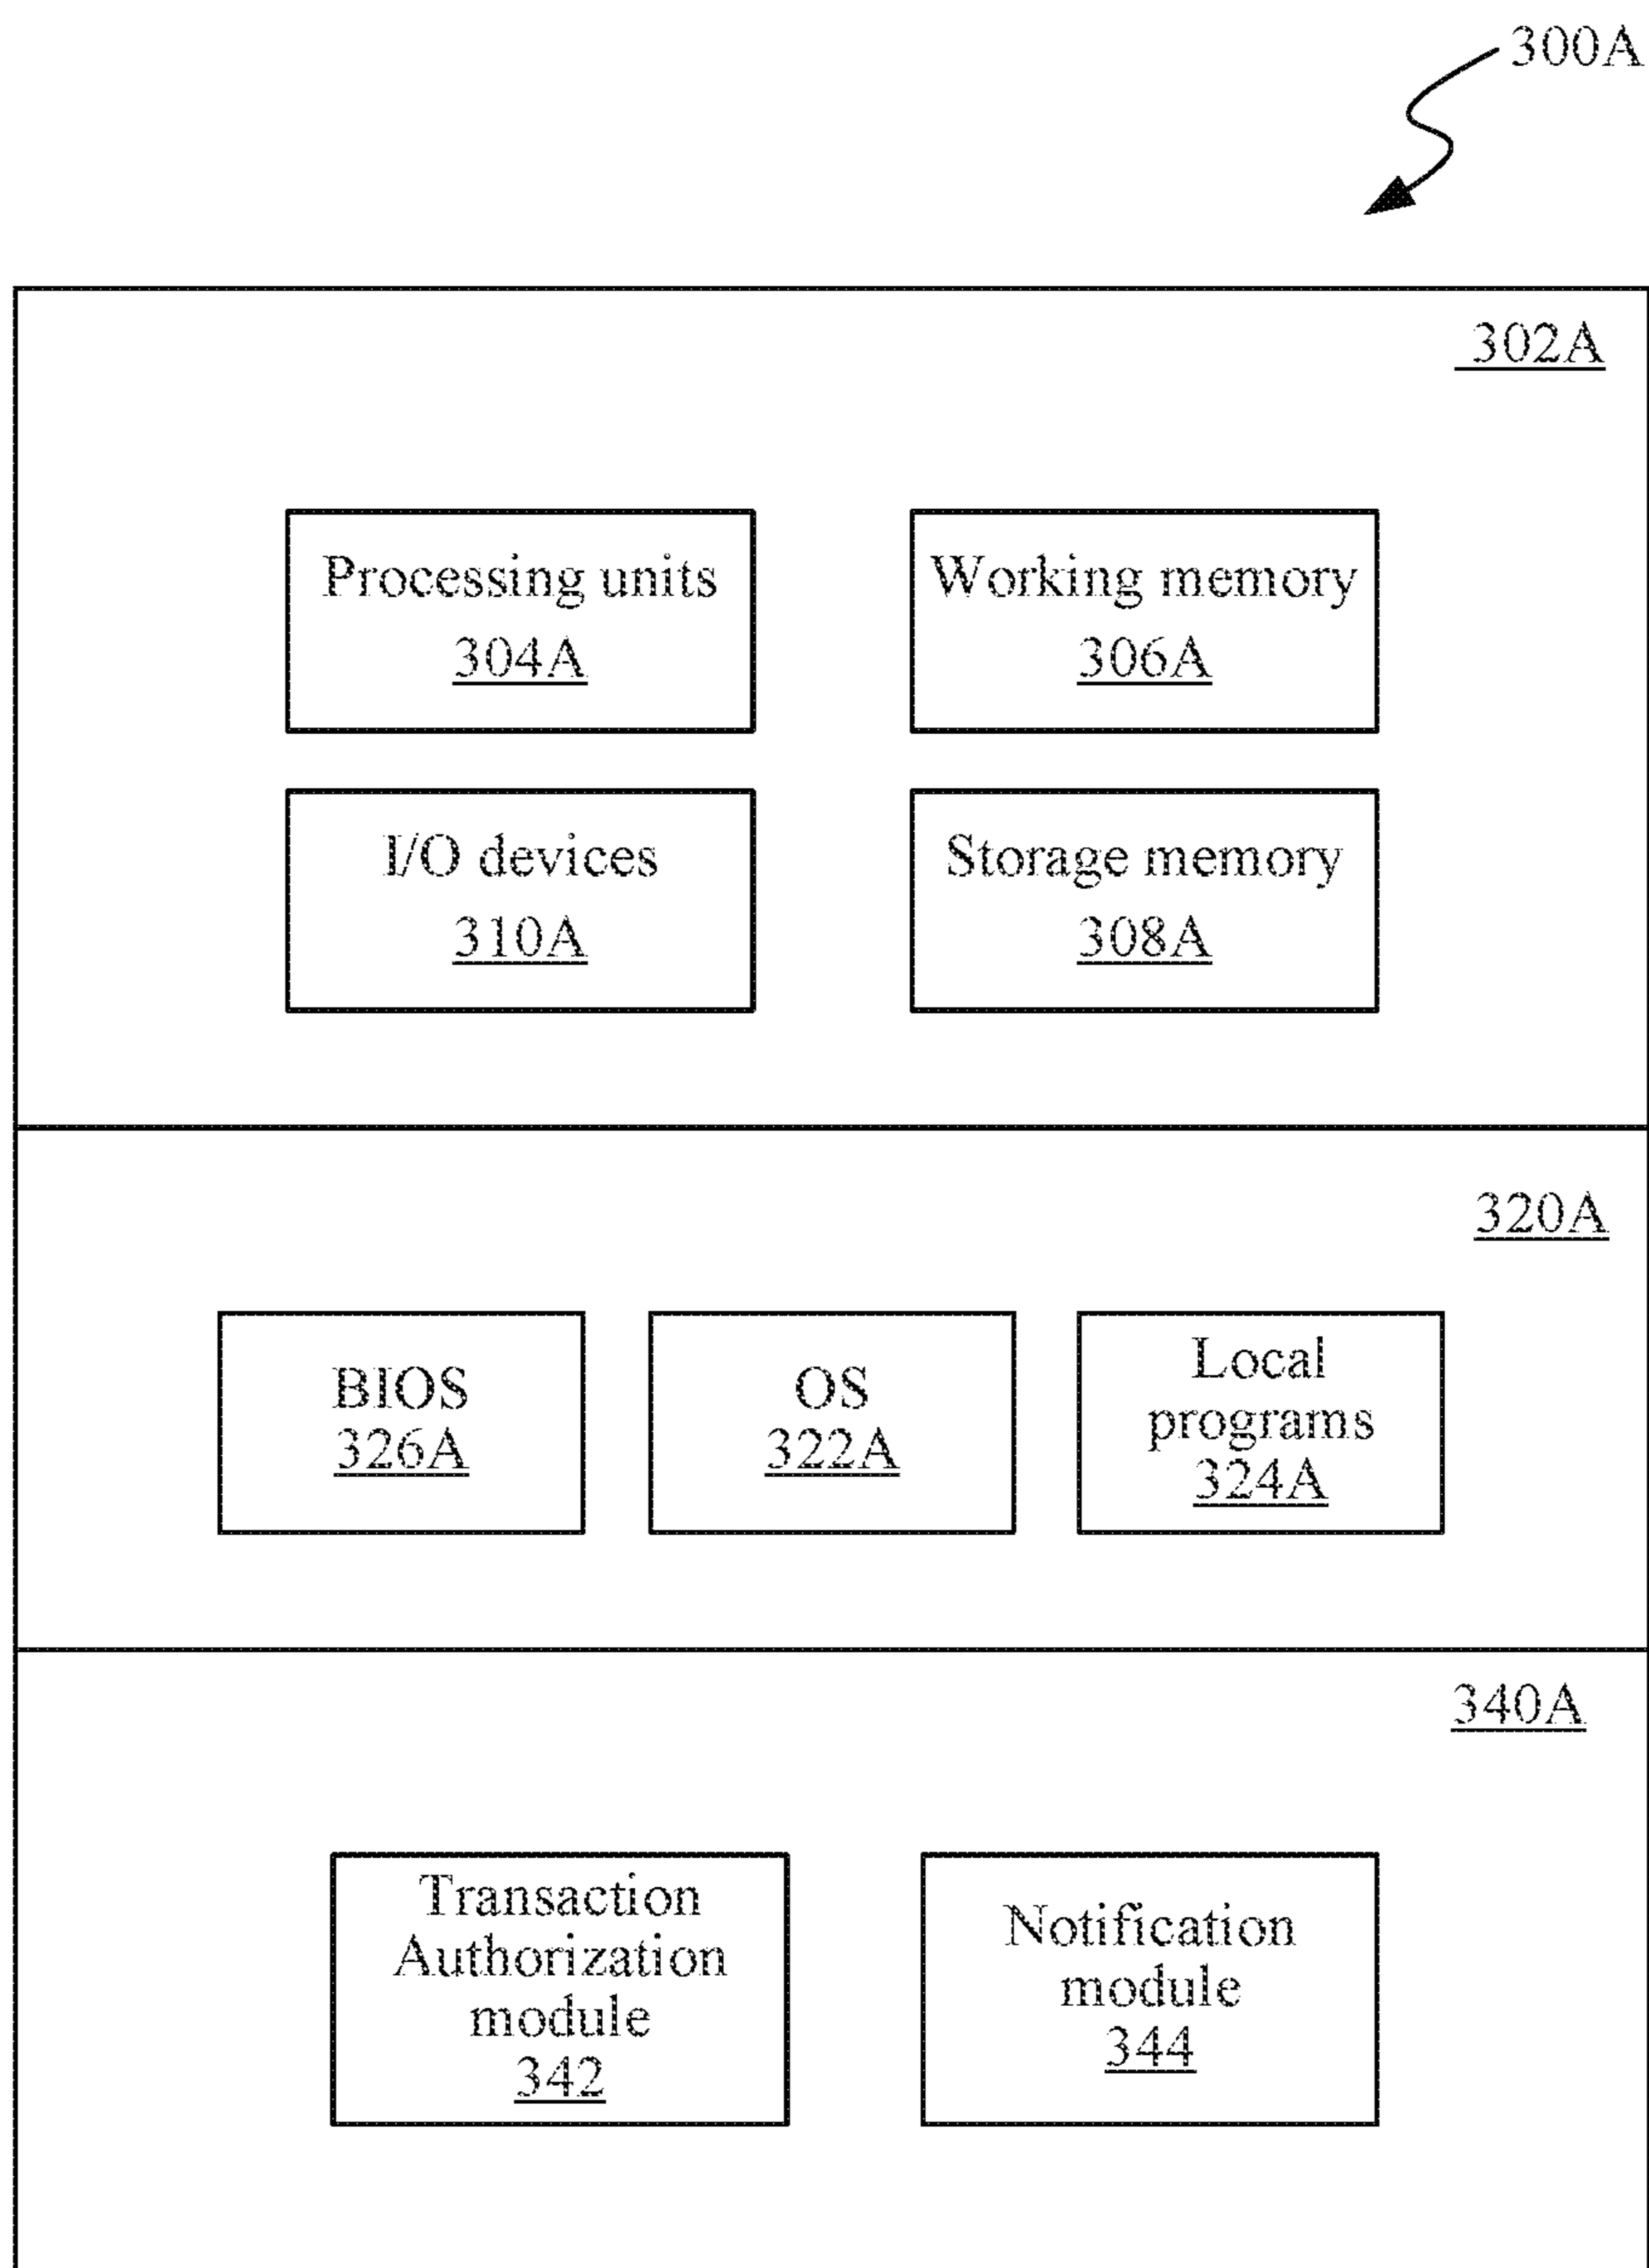 300A
302A
Processing units
304A
Working memory
306A
I/O devices
310A
Storage memory
308A
320A
BIOS
326A
OS
322A
Local
programs
324A
340A
Transaction
Authorization
module
342
Notification
module
344